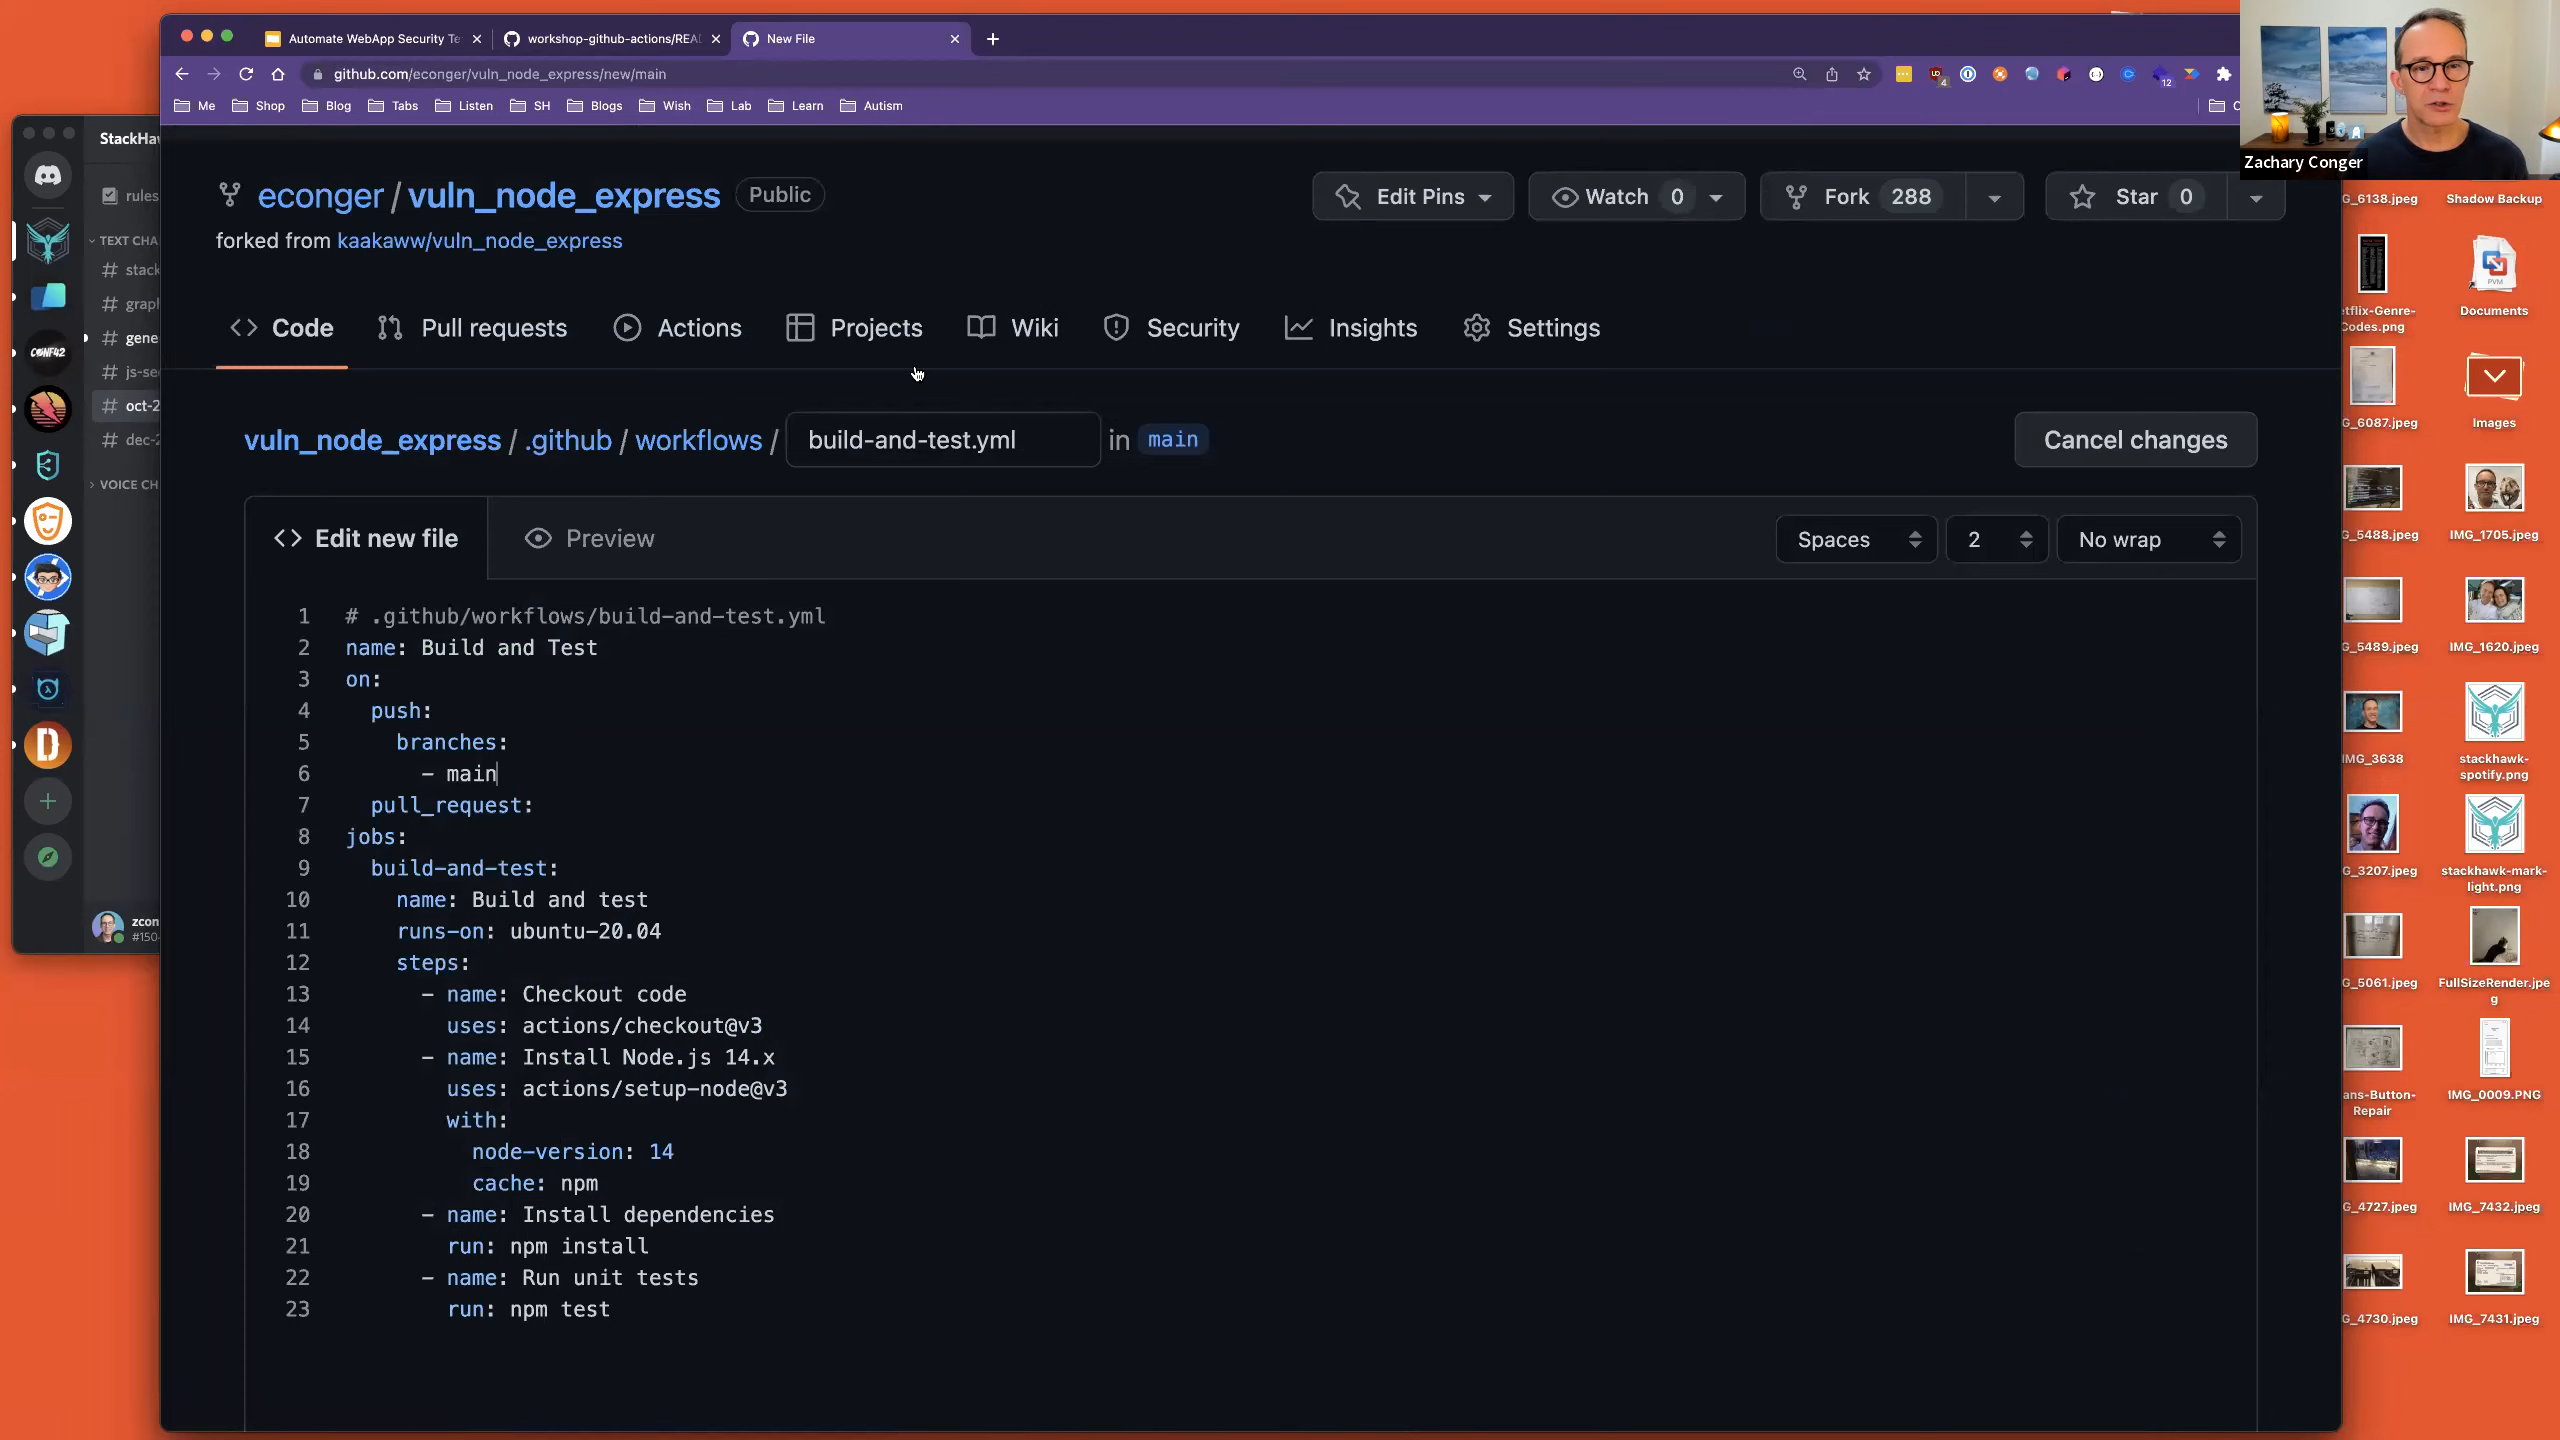 Automate WebApp Security Te
workshop-github-actions/REA
New File
github.com/econger/vuln_node_express/new/main
Me
Shop
Blog
Tabs
Listen
SH
Blogs
Wish
Lab
Learn
Autism
4
12
Zachary Conger
StackHaw
rules
TEXT CHA
stack
grap
gene
js-se
oct-2
dec-2
VOICE CH
CONF42
zcon
#150
econger / vuln_node_express
Public
forked from kaakaww/vuln_node_express
Edit Pins
Watch 0
Fork 288
Star 0
Code
Pull requests
Actions
Projects
Wiki
Security
Insights
Settings
vuln_node_express / .github / workflows / build-and-test.yml in main
Cancel changes
Edit new file
Preview
Spaces
2
No wrap
1 # .github/workflows/build-and-test.yml
2 name: Build and Test
3 on:
4 push:
5 branches:
6 - main
7 pull_request:
8 jobs:
9 build-and-test:
10 name: Build and test
11 runs-on: ubuntu-20.04
12 steps:
13 - name: Checkout code
14 uses: actions/checkout@v3
15 - name: Install Node.js 14.x
16 uses: actions/setup-node@v3
17 with:
18 node-version: 14
19 cache: npm
20 - name: Install dependencies
21 run: npm install
22 - name: Run unit tests
23 run: npm test
G_6138.jpeg
Shadow Backup
etflix-Genre-
Codes.png
PVM
Documents
G_6087.jpeg
Images
G_5488.jpeg
IMG_1705.jpeg
G_5489.jpeg
IMG_1620.jpeg
IMG_3638
stackhawk-
spotify.png
G_3207.jpeg
stackhawk-mark-
light.png
G_5061.jpeg
FullSizeRender.jpe
g
ans-Button-
Repair
IMG_0009.PNG
G_4727.jpeg
IMG_7432.jpeg
G_4730.jpeg
IMG_7431.jpeg